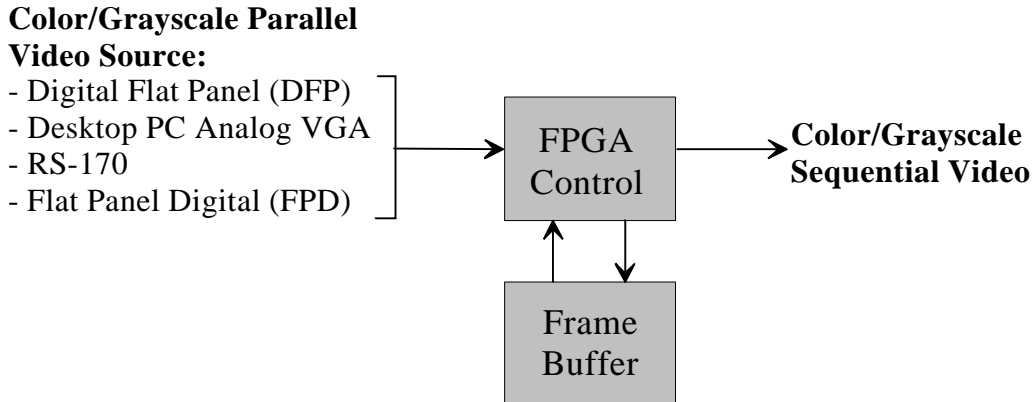 Color/Grayscale Parallel
Video Source:
- Digital Flat Panel (DFP)
- Desktop PC Analog VGA
- RS-170
- Flat Panel Digital (FPD)
FPGA
Control
Color/Grayscale
Sequential Video
Frame
Buffer